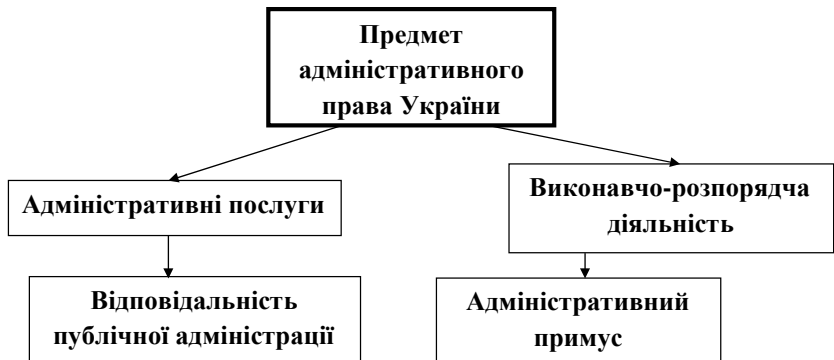 Предмет
адміністративного
права України
Адміністративні послуги
Виконавчо-розпорядча
діяльність
Відповідальність
публічної адміністрації
Адміністративний
примус